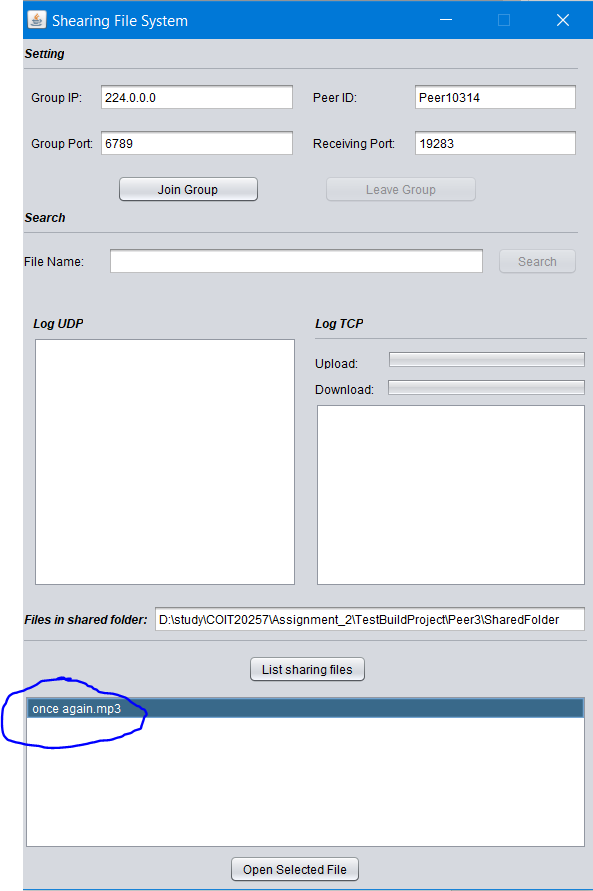 Shearing File System
Setting
Group IP: 224.0.0.0 Peer ID: Peer10314
Group Port: 6789 Receiving Port: 19283
Join Group Leave Group
Search
File Name: Search
Log UDP Log TCP
Upload:
Download:
Files in shared folder: D:\study\COIT20257\Assignment_2\TestBuildProject\Peer3\SharedFolder
List sharing files
once again.mp3
Open Selected File